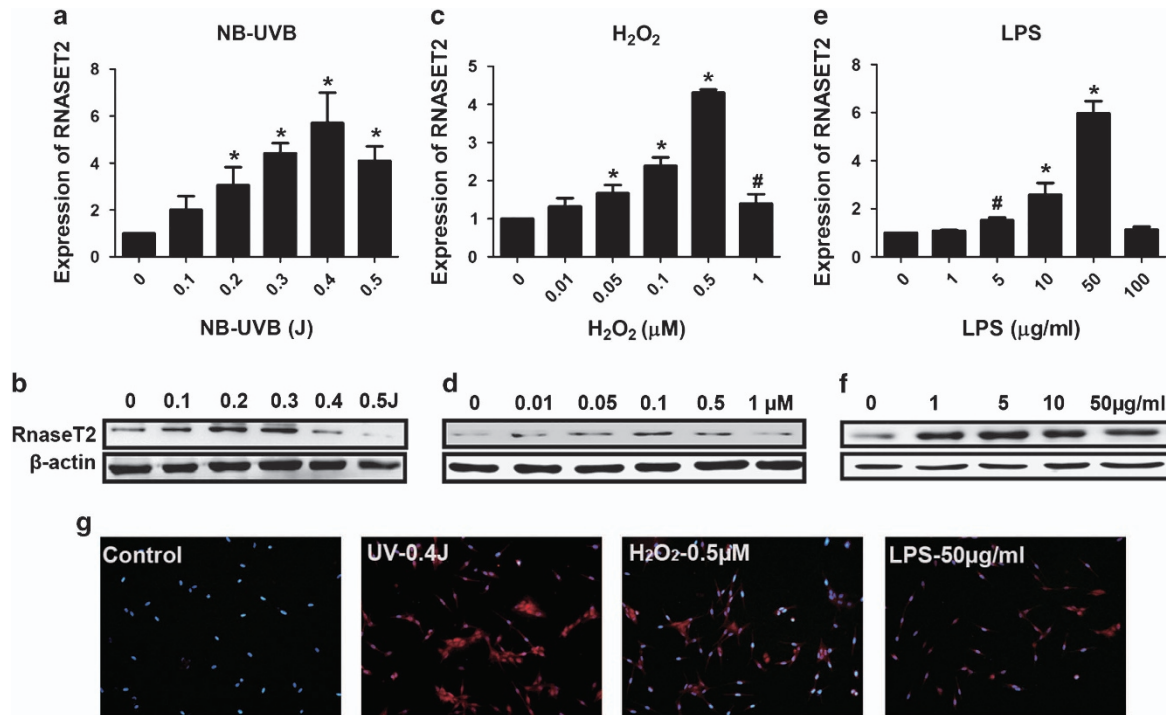 a
NB-UVB
Expression of RNASET2
8
6
4
2
0
* * * *
0 0.1 0.2 0.3 0.4 0.5
NB-UVB (J)
c
H₂O₂
Expression of RNASET2
5
4
3
2
1
0
* * * #
0 0.01 0.05 0.1 0.5 1
H₂O₂ (μM)
e
LPS
Expression of RNASET2
8
6
4
2
0
# * *
0 1 5 10 50 100
LPS (μg/ml)
b
0 0.1 0.2 0.3 0.4 0.5J
RnaseT2
β-actin
d
0 0.01 0.05 0.1 0.5 1 μM
f
0 1 5 10 50μg/ml
g
Control
UV-0.4J
H₂O₂-0.5μM
LPS-50μg/ml